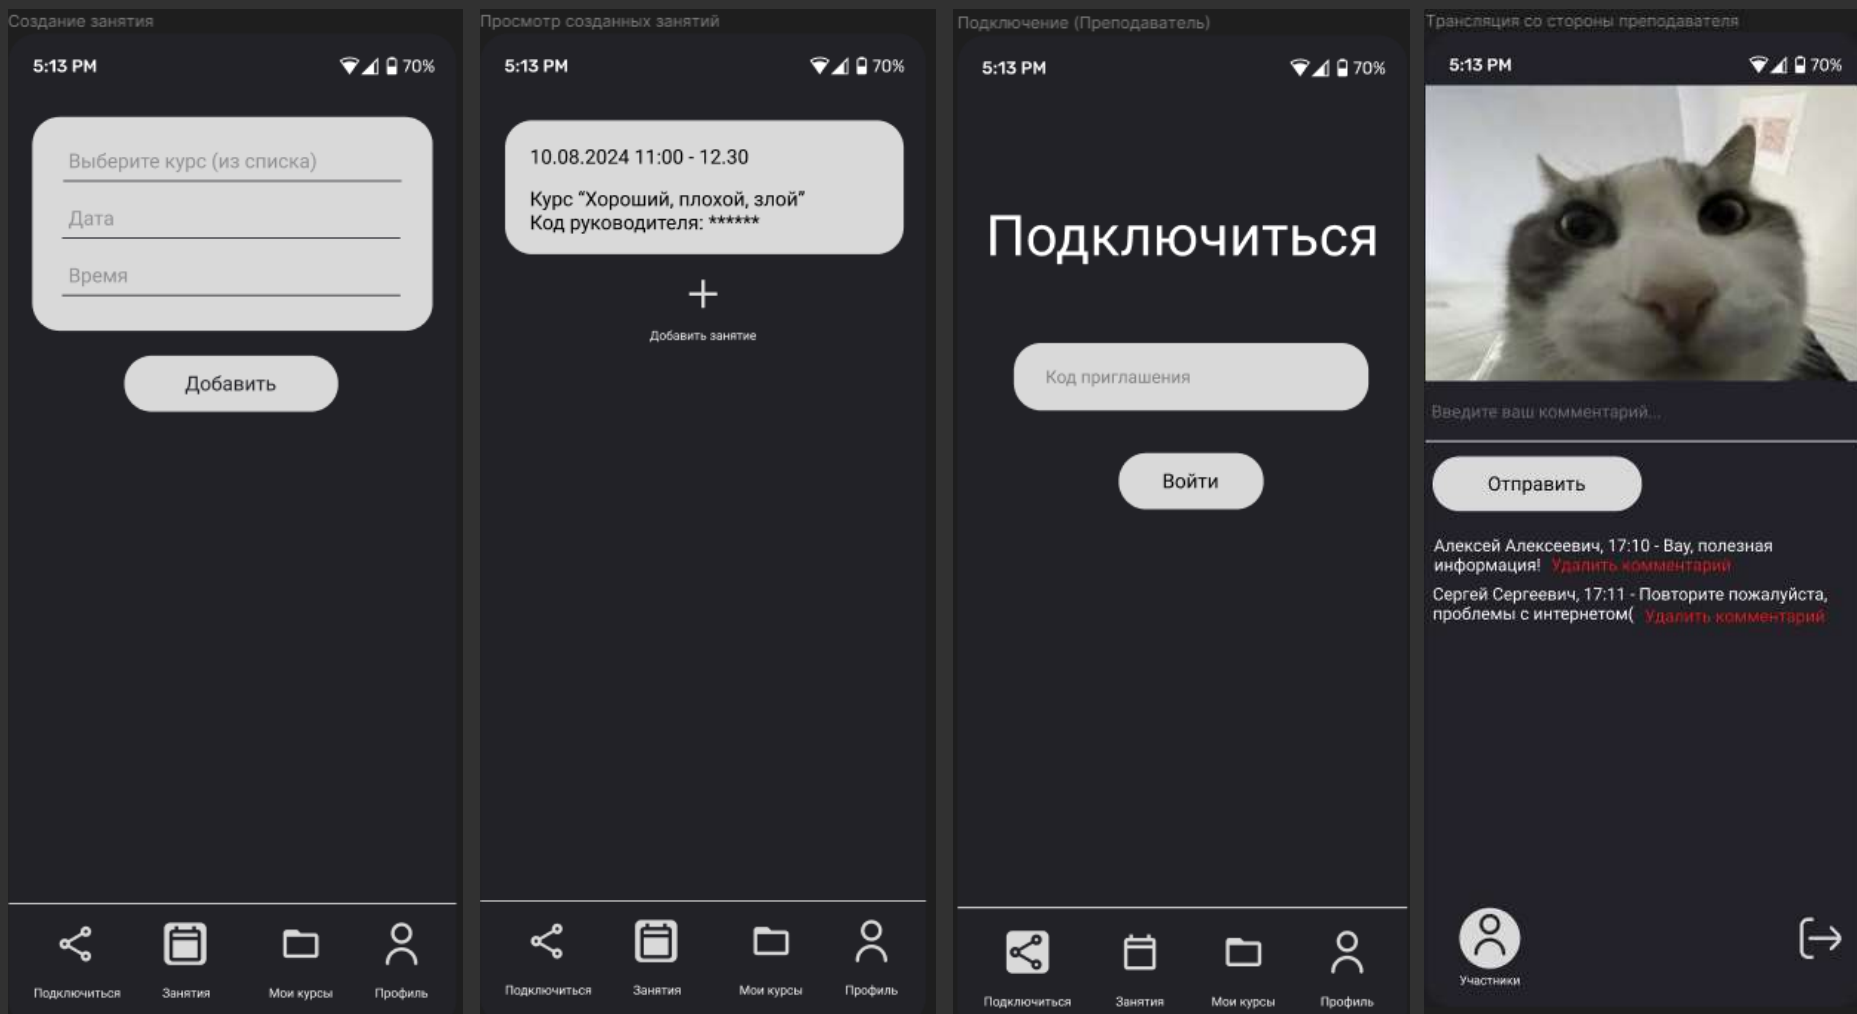 Создание занятия
5:13 PM
70%
Выберите курс (из списка)
Дата
Время
Добавить
Подключиться
Занятия
Мои курсы
Профиль
Просмотр созданных занятий
5:13 PM
70%
10.08.2024 11:00 - 12.30
Курс “Хороший, плохой, злой”
Код руководителя: ******
Добавить занятие
Подключиться
Занятия
Мои курсы
Профиль
Подключение (Преподаватель)
5:13 PM
70%
Подключиться
Код приглашения
Войти
Подключиться
Занятия
Мои курсы
Профиль
Трансляция со стороны преподавателя
5:13 PM
70%
Введите ваш комментарий...
Отправить
Алексей Алексеевич, 17:10 - Вау, полезная
информация! Удалить комментарий
Сергей Сергеевич, 17:11 - Повторите пожалуйста,
проблемы с интернетом( Удалить комментарий
Участники